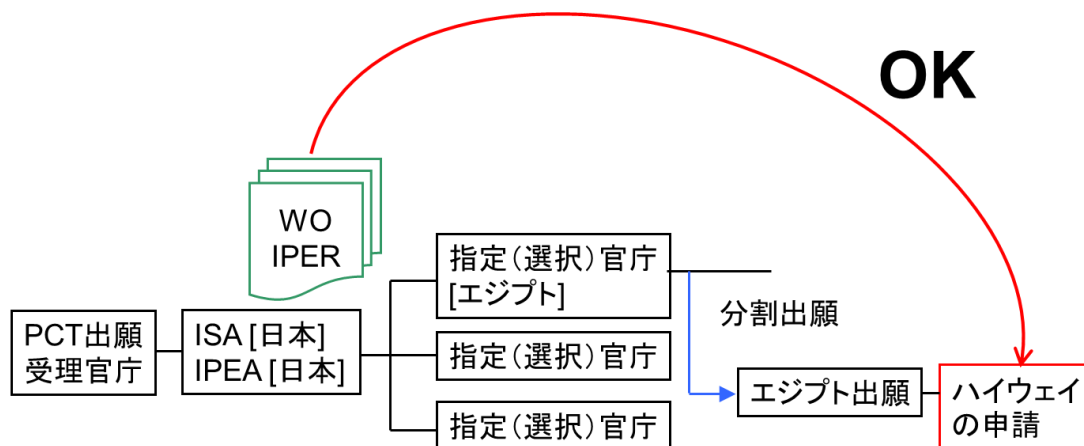 OK
WO
IPER
指定（選択）官庁
[エジプト]
分割出願
PCT出願
受理官庁
ISA [日本]
IPEA [日本]
指定（選択）官庁
エジプト出願
ハイウェイ
の申請
指定（選択）官庁